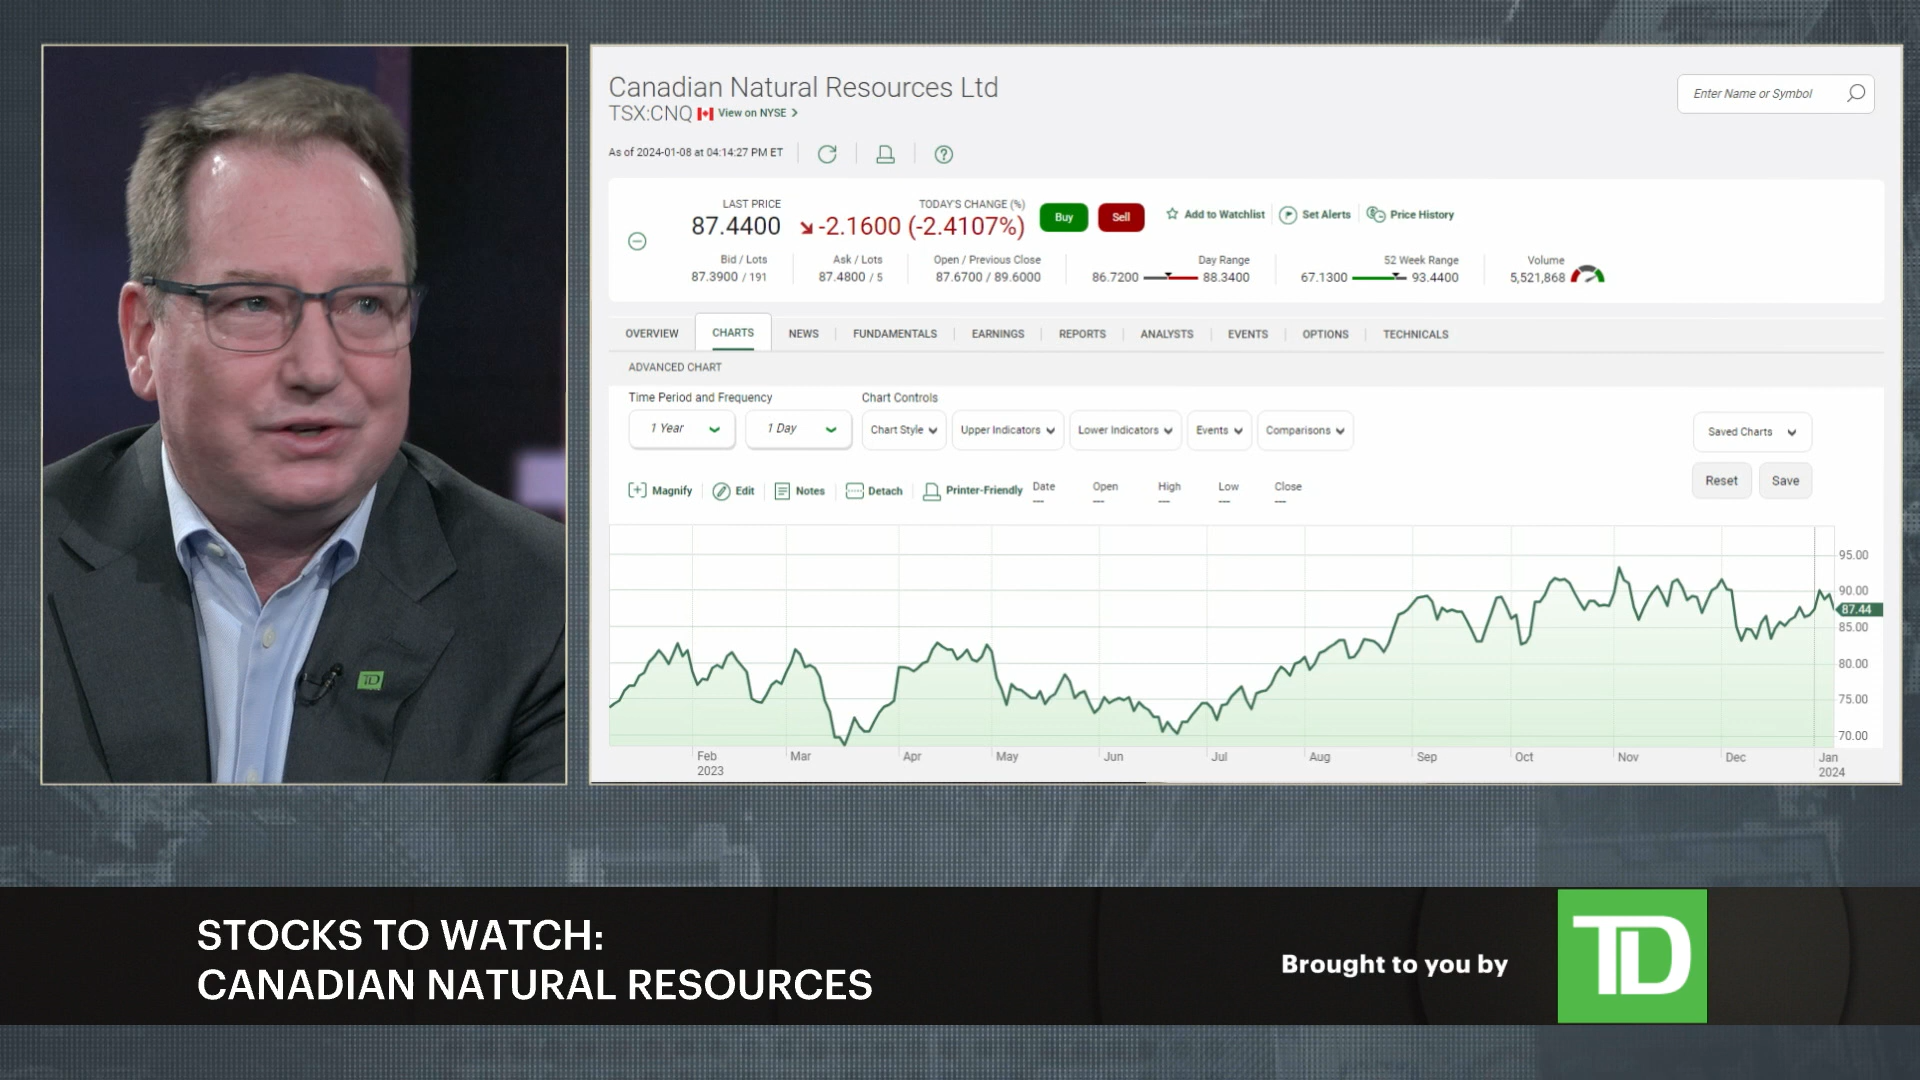 Canadian Natural Resources Ltd
TSX:CNQ View on NYSE >
Enter Name or Symbol
As of 2024-01-08 at 04:14:27 PM ET
LAST PRICE
87.4400
TODAY'S CHANGE (%)
-2.1600 (-2.4107%)
Buy
Sell
Add to Watchlist
Set Alerts
Price History
Bid / Lots
87.3900 / 191
Ask / Lots
87.4800 / 5
Open / Previous Close
87.6700 / 89.6000
Day Range
86.7200 88.3400
52 Week Range
67.1300 93.4400
Volume
5,521,868
OVERVIEW CHARTS NEWS FUNDAMENTALS EARNINGS REPORTS ANALYSTS EVENTS OPTIONS TECHNICALS
ADVANCED CHART
Time Period and Frequency
Chart Controls
1 Year 1 Day Chart Style Upper Indicators Lower Indicators Events Comparisons Saved Charts
Reset Save
Magnify Edit Notes Detach Printer-Friendly
Date Open High Low Close
--- --- --- --- ---
95.00
90.00
87.44
85.00
80.00
75.00
70.00
Feb Mar Apr May Jun Jul Aug Sep Oct Nov Dec Jan
2023 2024
TD
STOCKS TO WATCH:
CANADIAN NATURAL RESOURCES
Brought to you by
TD